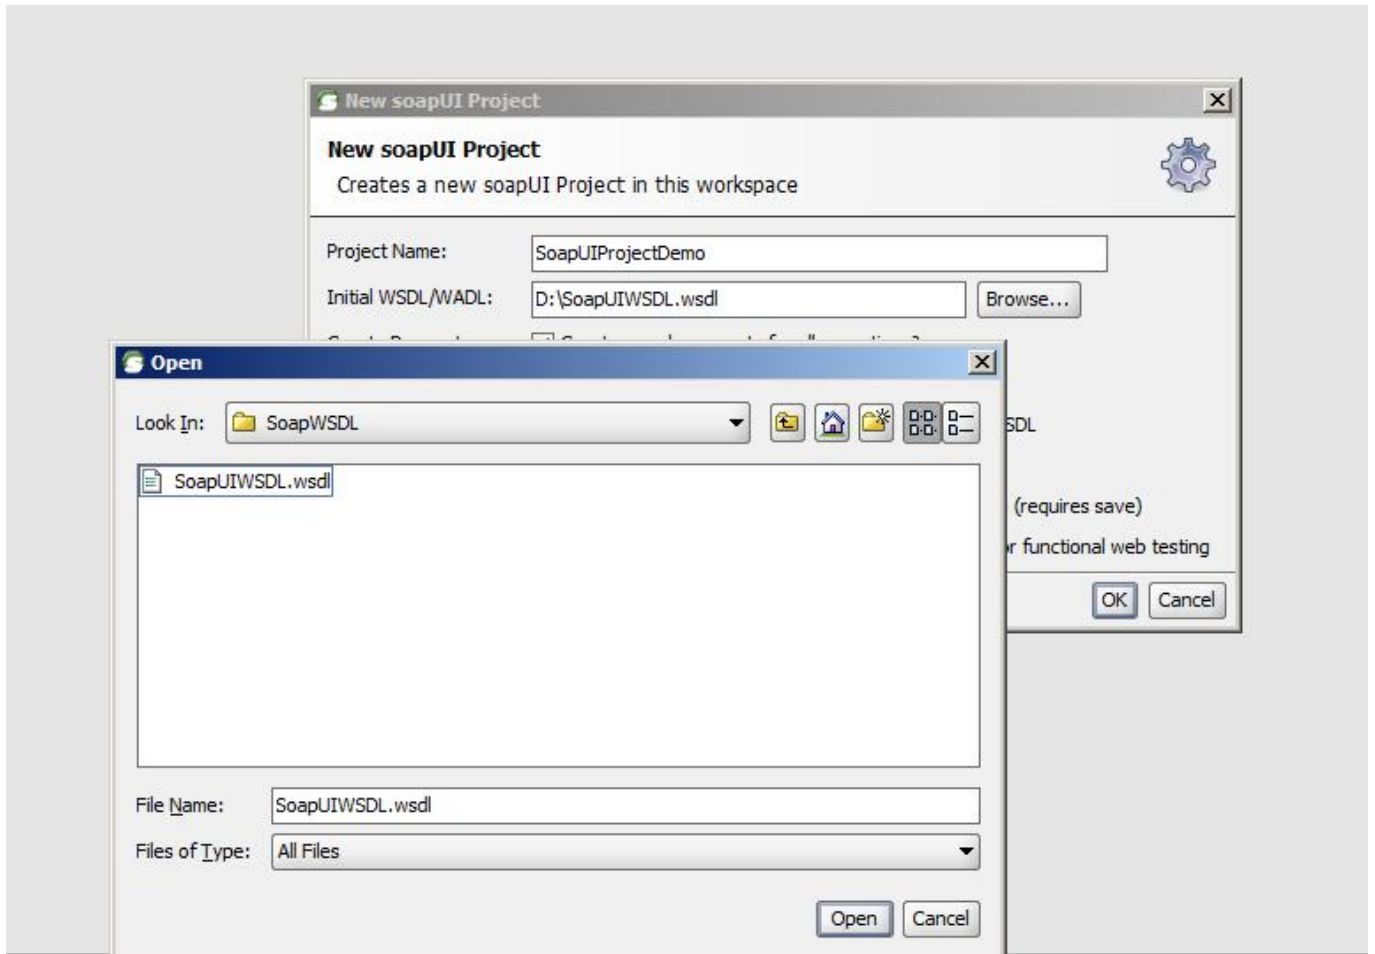 New soapUI Project
New soapUI Project
Creates a new soapUI Project in this workspace
Project Name: SoapUIProjectDemo
Initial WSDL/WADL: D:\SoapUIWSDL.wsdl Browse...
Open
Look In: SoapWSDL
SoapUIWSDL.wsdl
SDL
(requires save)
r functional web testing
OK Cancel
File Name: SoapUIWSDL.wsdl
Files of Type: All Files
Open Cancel